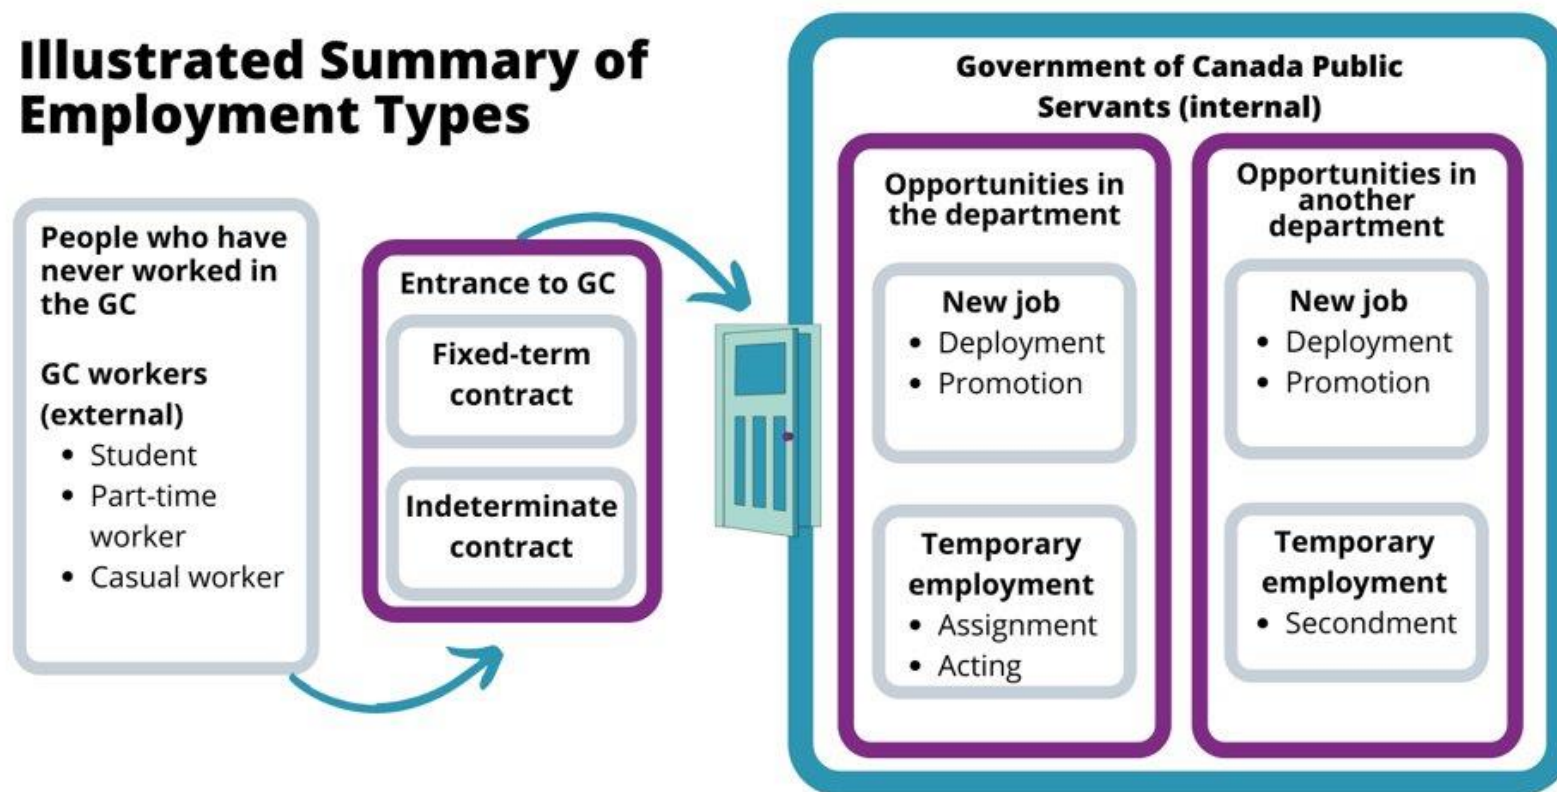 Illustrated Summary of
Employment Types
People who have
never worked in
the GC
GC workers
(external)
• Student
• Part-time
worker
• Casual worker
Entrance to GC
Fixed-term
contract
Indeterminate
contract
Government of Canada Public
Servants (internal)
Opportunities in
the department
New job
• Deployment
• Promotion
Temporary
employment
• Assignment
• Acting
Opportunities in
another
department
New job
• Deployment
• Promotion
Temporary
employment
• Secondment